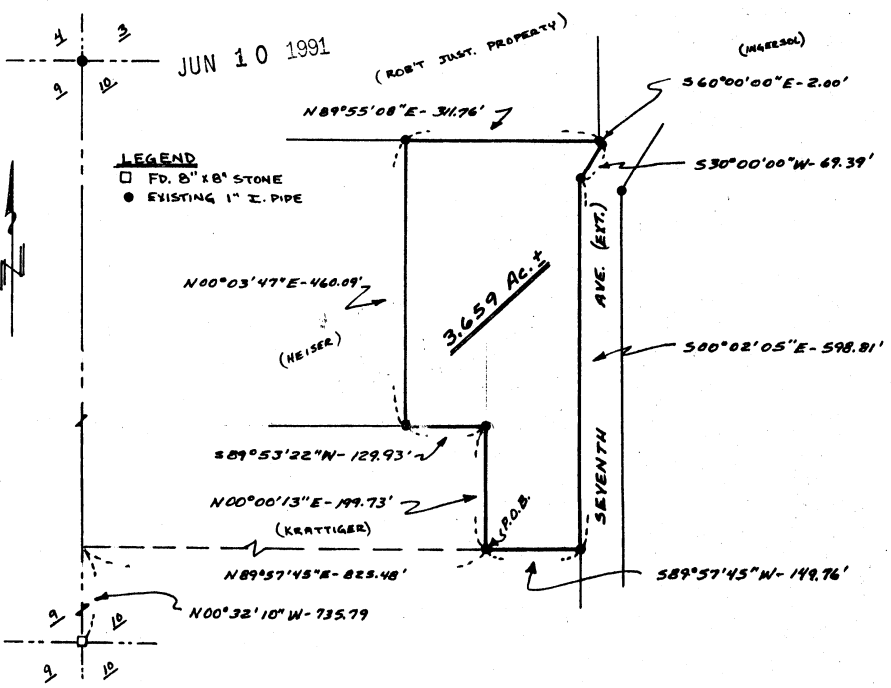 4 3
9 10
JUN 10 1991
(ROB'T JUST. PROPERTY)
(INGERSOL)
S60°00'00"E-2.00'
N89°55'08"E-311.76'
LEGEND
FD. 8" X 8" STONE
EXISTING 1" I. PIPE
S30°00'00"W-69.39'
N
AVE. (EXT.)
N00°03'47"E-460.09'
3.659 Ac.±
(HEISER)
S00°02'05"E-598.81'
S89°53'22"W-129.93'
SEVENTH
N00°00'13"E-199.73'
P.O.B.
(KRATTIGER)
N89°57'45"E-825.48'
S89°57'45"W-149.76'
N00°32'10"W-735.79
9 10
9 10